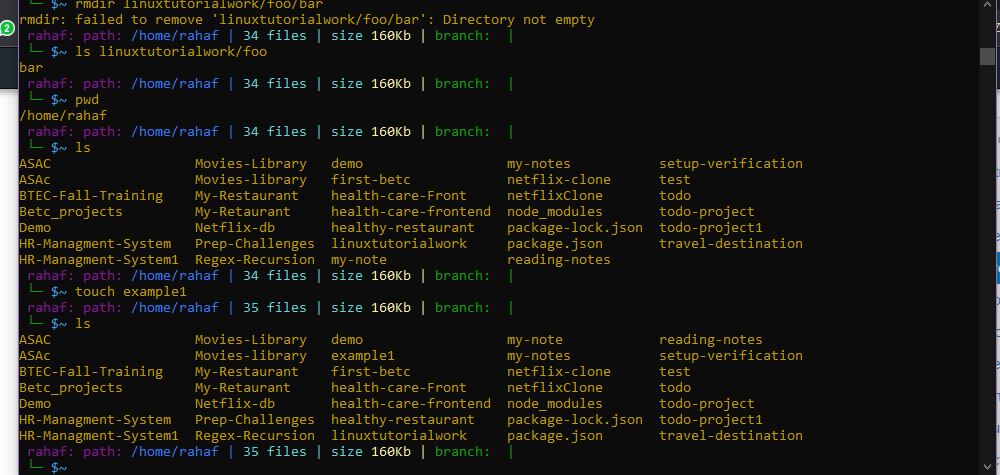 └─ $~ rmdir linuxtutorialwork/foo/bar
rmdir: failed to remove 'linuxtutorialwork/foo/bar': Directory not empty
2
rahaf: path: /home/rahaf | 34 files | size 160Kb | branch: |
└─ $~ ls linuxtutorialwork/foo
bar
rahaf: path: /home/rahaf | 34 files | size 160Kb | branch: |
└─ $~ pwd
/home/rahaf
rahaf: path: /home/rahaf | 34 files | size 160Kb | branch: |
└─ $~ ls
ASAC Movies-Library demo my-notes setup-verification
ASAc Movies-library first-betc netflix-clone test
BTEC-Fall-Training My-Restaurant health-care-Front netflixClone todo
Betc_projects My-Retaurant health-care-frontend node_modules todo-project
Demo Netflix-db healthy-restaurant package-lock.json todo-project1
HR-Managment-System Prep-Challenges linuxtutorialwork package.json travel-destination
HR-Managment-System1 Regex-Recursion my-note reading-notes
rahaf: path: /home/rahaf | 34 files | size 160Kb | branch: |
└─ $~ touch example1
rahaf: path: /home/rahaf | 35 files | size 160Kb | branch: |
└─ $~ ls
ASAC Movies-Library demo my-note reading-notes
ASAc Movies-library example1 my-notes setup-verification
BTEC-Fall-Training My-Restaurant first-betc netflix-clone test
Betc_projects My-Retaurant health-care-Front netflixClone todo
Demo Netflix-db health-care-frontend node_modules todo-project
HR-Managment-System Prep-Challenges healthy-restaurant package-lock.json todo-project1
HR-Managment-System1 Regex-Recursion linuxtutorialwork package.json travel-destination
rahaf: path: /home/rahaf | 35 files | size 160Kb | branch: |
└─ $~